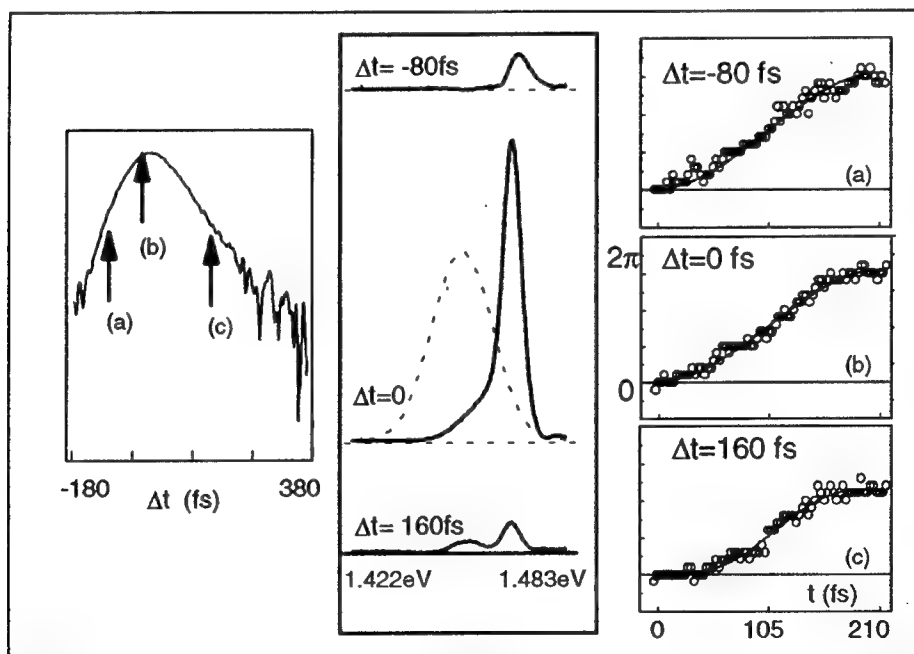 (a)
(b)
(c)
-180
380
Δt (fs)
Δt= -80fs
Δt=0
Δt= 160fs
1.422eV
1.483eV
Δt=-80 fs
(a)
2π
Δt=0 fs
0
(b)
Δt=160 fs
(c)
t (fs)
0
105
210